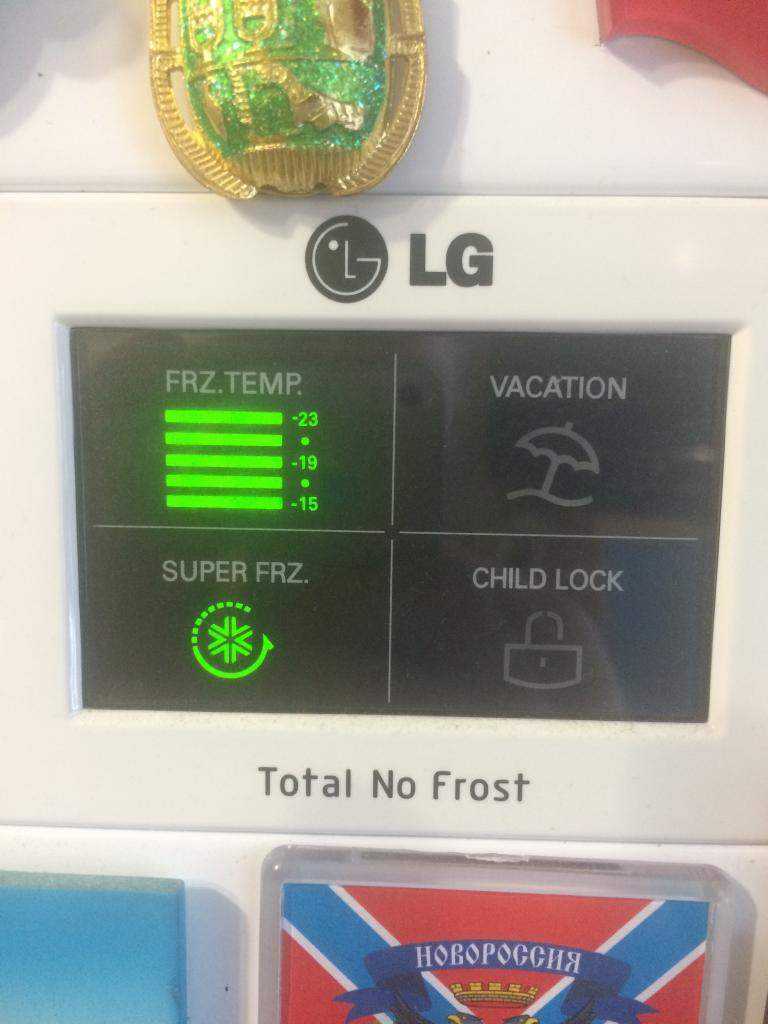 LG
FRZ.TEMP.
-23
-19
-15
VACATION
SUPER FRZ.
CHILD LOCK
Total No Frost
НОВОРОССИЯ